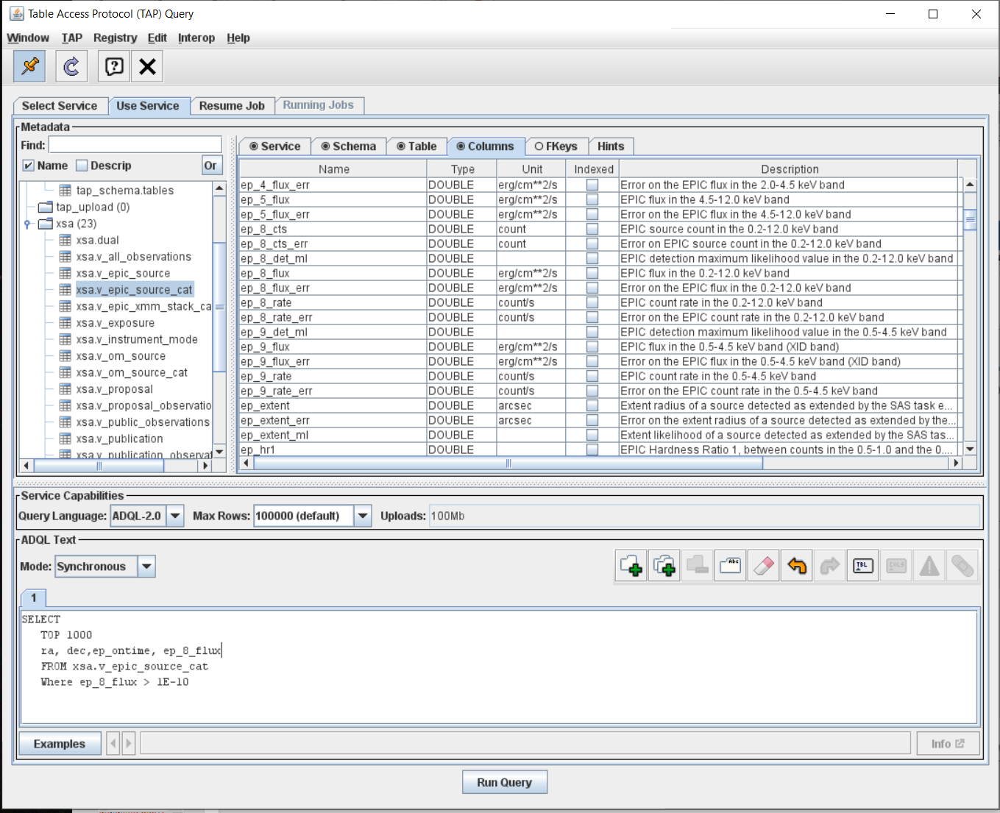 Table Access Protocol (TAP) Query
Window TAP Registry Edit Interop Help
Select Service Use Service Resume Job Running Jobs
Metadata
Find:
Name Descrip Or
tap_schema.tables
tap_upload (0)
xsa (23)
xsa.dual
xsa.v_all_observations
xsa.v_epic_source
xsa.v_epic_source_cat
xsa.v_epic_xmm_stack_ca
xsa.v_exposure
xsa.v_instrument_mode
xsa.v_om_source
xsa.v_om_source_cat
xsa.v_proposal
xsa.v_proposal_observatio
xsa.v_public_observations
xsa.v_publication
xsa.v_publication_observat
Service Schema Table Columns FKeys Hints
Name Type Unit Indexed Description
ep_4_flux_err DOUBLE erg/cm**2/s Error on the EPIC flux in the 2.0-4.5 keV band
ep_5_flux DOUBLE erg/cm**2/s EPIC flux in the 4.5-12.0 keV band
ep_5_flux_err DOUBLE erg/cm**2/s Error on the EPIC flux in the 4.5-12.0 keV band
ep_8_cts DOUBLE count EPIC source count in the 0.2-12.0 keV band
ep_8_cts_err DOUBLE count Error on EPIC source count in the 0.2-12.0 keV band
ep_8_det_ml DOUBLE EPIC detection maximum likelihood value in the 0.2-12.0 keV band
ep_8_flux DOUBLE erg/cm**2/s EPIC flux in the 0.2-12.0 keV band
ep_8_flux_err DOUBLE erg/cm**2/s Error on the EPIC flux in the 0.2-12.0 keV band
ep_8_rate DOUBLE count/s EPIC count rate in the 0.2-12.0 keV band
ep_8_rate_err DOUBLE count/s Error on the EPIC count rate in the 0.2-12.0 keV band
ep_9_det_ml DOUBLE EPIC detection maximum likelihood value in the 0.5-4.5 keV band
ep_9_flux DOUBLE erg/cm**2/s EPIC flux in the 0.5-4.5 keV band (XID band)
ep_9_flux_err DOUBLE erg/cm**2/s Error on the EPIC flux in the 0.5-4.5 keV band (XID band)
ep_9_rate DOUBLE count/s EPIC count rate in the 0.5-4.5 keV band
ep_9_rate_err DOUBLE count/s Error on the EPIC count rate in the 0.5-4.5 keV band
ep_extent DOUBLE arcsec Extent radius of a source detected as extended by the SAS task e...
ep_extent_err DOUBLE arcsec Error on the extent radius of a source detected as extended by the...
ep_extent_ml DOUBLE Extent likelihood of a source detected as extended by the SAS tas...
ep_hr1 DOUBLE EPIC Hardness Ratio 1, between counts in the 0.5-1.0 and the 0....
Service Capabilities
Query Language: ADQL-2.0 Max Rows: 100000 (default) Uploads: 100Mb
ADQL Text
Mode: Synchronous
Abc TBL COLS
1
SELECT
TOP 1000
ra, dec,ep_ontime, ep_8_flux
FROM xsa.v_epic_source_cat
Where ep_8_flux > 1E-10
Examples Info
Run Query